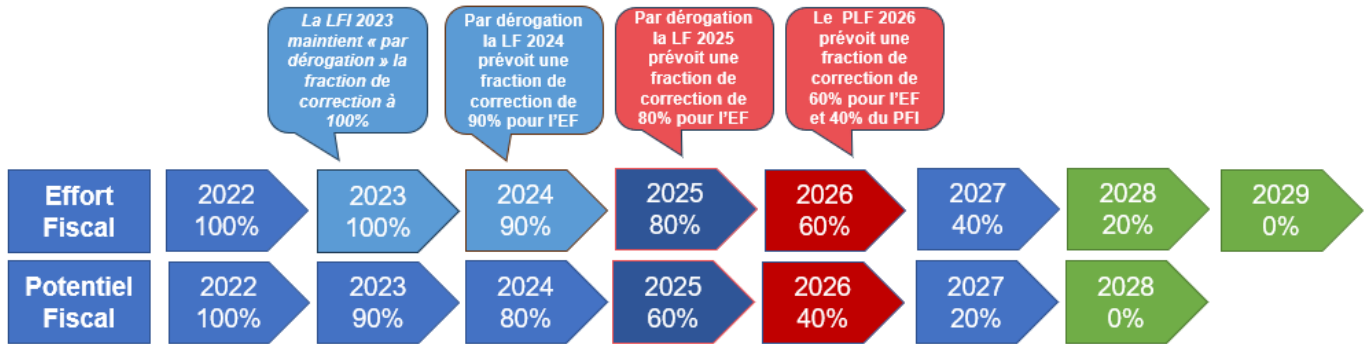 La LFI 2023
maintient « par
dérogation » la
fraction de
correction à
100%
Par dérogation
la LF 2024
prévoit une
fraction de
correction de
90% pour l'EF
Par dérogation
la LF 2025
prévoit une
fraction de
correction de
80% pour l'EF
Le PLF 2026
prévoit une
fraction de
correction de
60% pour l'EF
et 40% du PFI
Effort
Fiscal
2022
100%
2023
100%
2024
90%
2025
80%
2026
60%
2027
40%
2028
20%
2029
0%
Potentiel
Fiscal
2022
100%
2023
90%
2024
80%
2025
60%
2026
40%
2027
20%
2028
0%